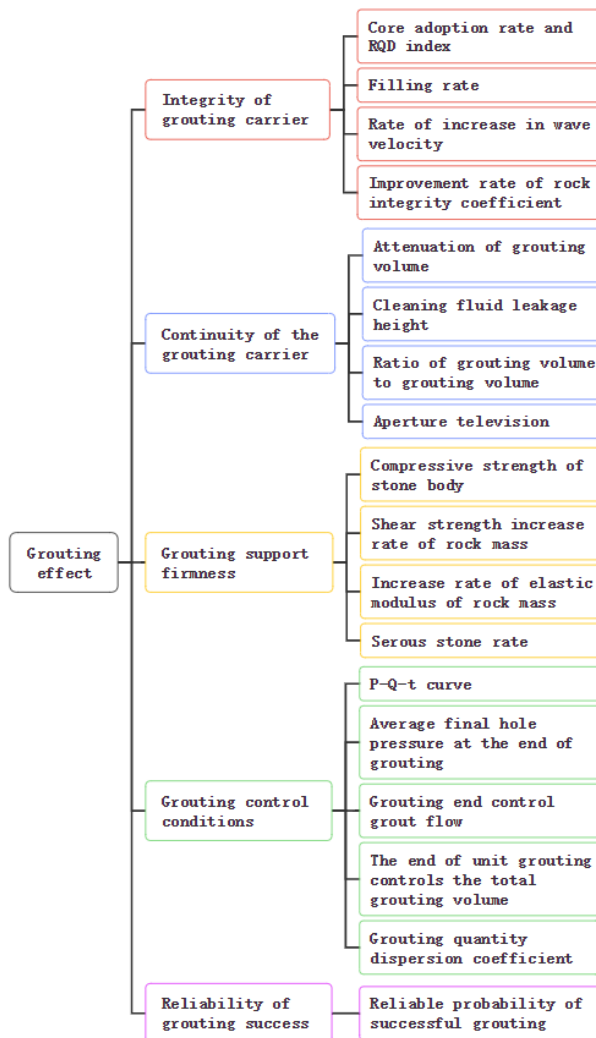 Grouting
effect
Integrity of
grouting carrier
Core adoption rate and
RQD index
Filling rate
Rate of increase in wave
velocity
Improvement rate of rock
integrity coefficient
Continuity of the
grouting carrier
Attenuation of grouting
volume
Cleaning fluid leakage
height
Ratio of grouting volume
to grouting volume
Aperture television
Grouting support
firmness
Compressive strength of
stone body
Shear strength increase
rate of rock mass
Increase rate of elastic
modulus of rock mass
Serous stone rate
Grouting control
conditions
P-Q-t curve
Average final hole
pressure at the end of
grouting
Grouting end control
grout flow
The end of unit grouting
controls the total
grouting volume
Grouting quantity
dispersion coefficient
Reliability of
grouting success
Reliable probability of
successful grouting